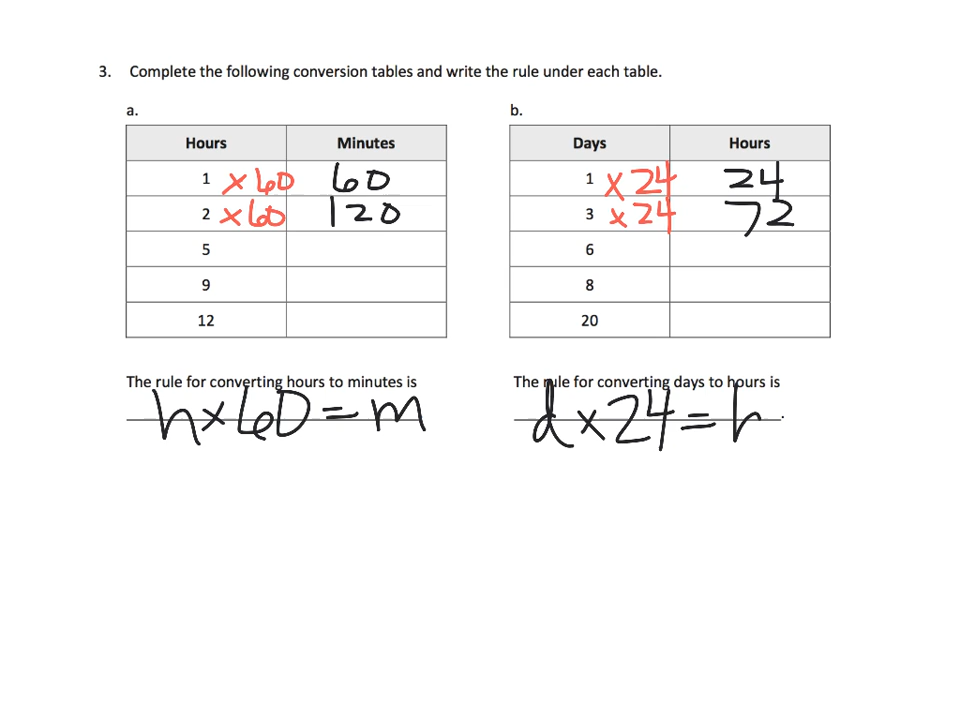 3. Complete the following conversion tables and write the rule under each table.
a.
Hours Minutes
1 ×60 60
2 ×60 120
5
9
12
The rule for converting hours to minutes is
h×60=m
b.
Days Hours
1 ×24 24
3 ×24 72
6
8
20
The rule for converting days to hours is
d×24=h.